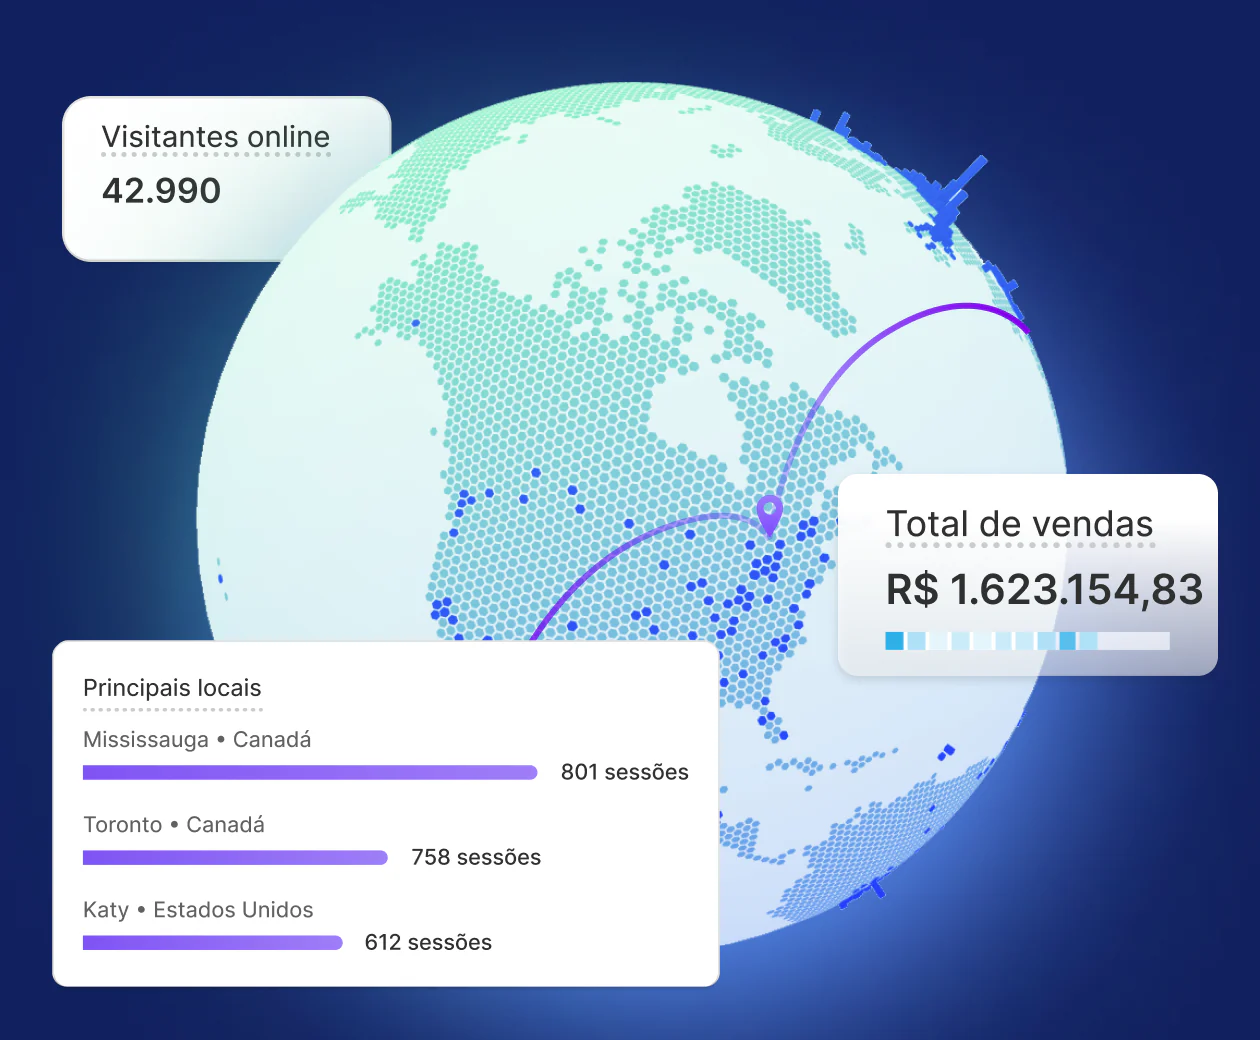 Visitantes online
42.990
Total de vendas
R$ 1.623.154,83
Principais locais
Mississauga • Canadá
801 sessões
Toronto • Canadá
758 sessões
Katy • Estados Unidos
612 sessões